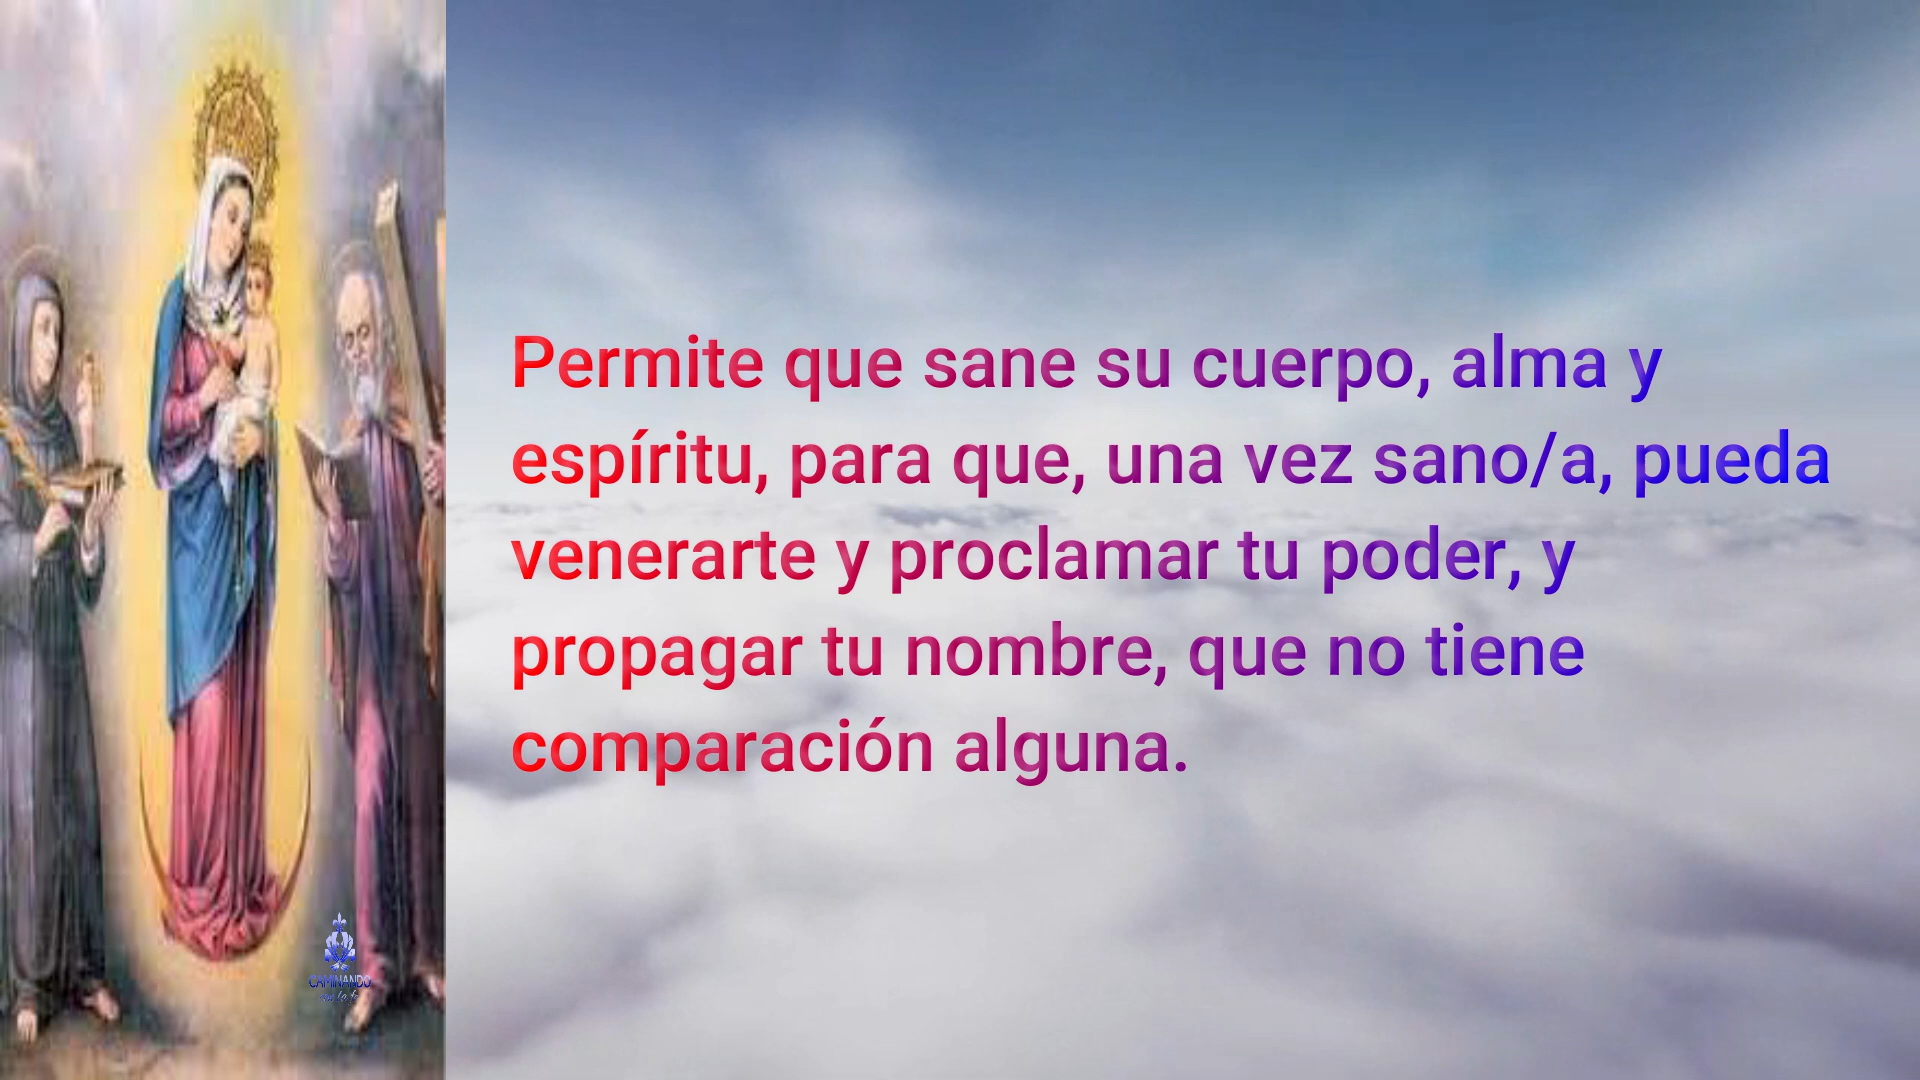 Permite que sane su cuerpo, alma y
espíritu, para que, una vez sano/a, pueda
venerarte y proclamar tu poder, y
propagar tu nombre, que no tiene
comparación alguna.
CAMINANDO